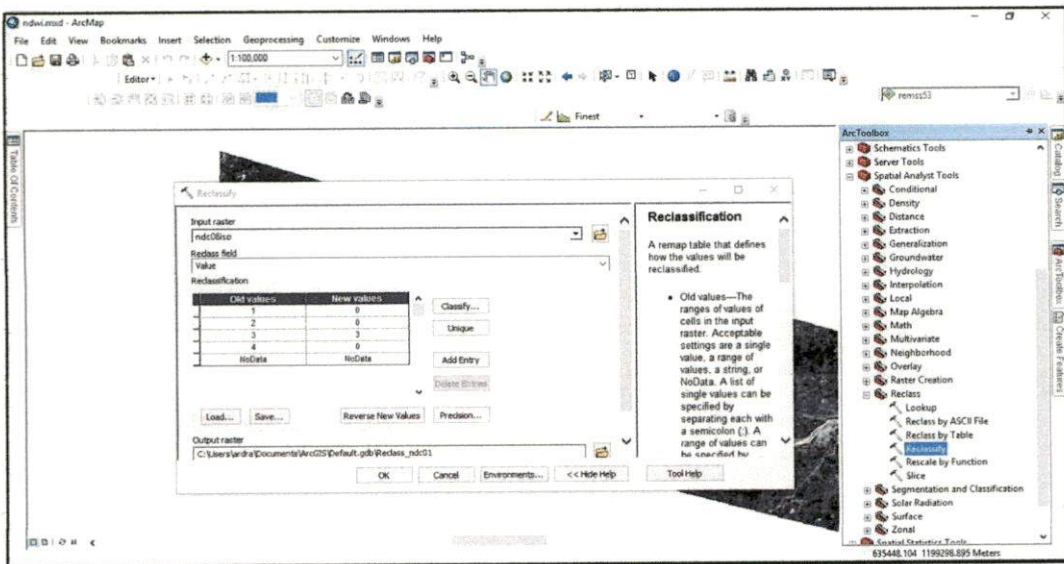 ndwi.mxd - ArcMap
File Edit View Bookmarks Insert Selection Geoprocessing Customize Windows Help
1:100,000
Editor
remss53
Finest
Table Of Contents
Reclassify
Input raster
ndc08iso
Reclass field
Value
Reclassification
Old values New values
1 0
2 0
3 3
4 0
NoData NoData
Classify...
Unique
Add Entry
Delete Entries
Load... Save... Reverse New Values Precision...
Output raster
C:\Users\ardra\Documents\ArcGIS\Default.gdb\Reclass_ndc01
OK Cancel Environments... << Hide Help Tool Help
Reclassification
A remap table that defines
how the values will be
reclassified.
• Old values—The
ranges of values of
cells in the input
raster. Acceptable
settings are a single
value, a range of
values, a string, or
NoData. A list of
single values can be
specified by
separating each with
a semicolon (;). A
range of values can
be specified by
ArcToolbox
Schematics Tools
Server Tools
Spatial Analyst Tools
Conditional
Density
Distance
Extraction
Generalization
Groundwater
Hydrology
Interpolation
Local
Map Algebra
Math
Multivariate
Neighborhood
Overlay
Raster Creation
Reclass
Lookup
Reclass by ASCII File
Reclass by Table
Reclassify
Rescale by Function
Slice
Segmentation and Classification
Solar Radiation
Surface
Zonal
Spatial Statistics Tools
Catalog
Search
ArcToolbox
Create Features
635448.104 1199298.895 Meters